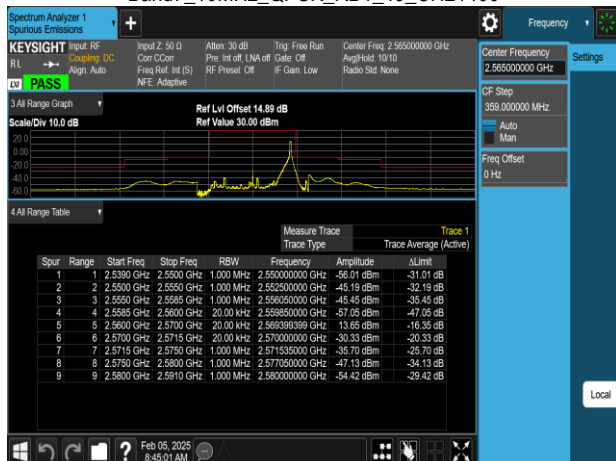 Spectrum Analyzer 1
Spurious Emissions
Frequency
KEYSIGHT Input: RF
RL
Coupling: DC
Align: Auto
Input Z: 50 Ω
Corr CCorr
Freq Ref: Int (S)
NFE: Adaptive
Atten: 30 dB
Pre: Int off, LNA off
RF Preset: Off
Trig: Free Run
Gate: Off
IF Gain: Low
Center Freq: 2.565000000 GHz
Avg|Hold: 10/10
Radio Std: None
LXI PASS
Center Frequency
2.565000000 GHz
Settings
CF Step
359.000000 MHz
Auto
Man
Freq Offset
0 Hz
3 All Range Graph
Scale/Div 10.0 dB
Ref Lvl Offset 14.89 dB
Ref Value 30.00 dBm
20.0
0.00
-20.0
-40.0
-60.0
4 All Range Table
Measure Trace Trace 1
Trace Type Trace Average (Active)
Spur Range Start Freq Stop Freq RBW Frequency Amplitude ΔLimit
1 1 2.5390 GHz 2.5500 GHz 1.000 MHz 2.550000000 GHz -56.01 dBm -31.01 dB
2 2 2.5500 GHz 2.5550 GHz 1.000 MHz 2.552500000 GHz -45.19 dBm -32.19 dB
3 3 2.5550 GHz 2.5585 GHz 1.000 MHz 2.556050000 GHz -45.45 dBm -35.45 dB
4 4 2.5585 GHz 2.5600 GHz 20.00 kHz 2.559850000 GHz -57.05 dBm -47.05 dB
5 5 2.5600 GHz 2.5700 GHz 20.00 kHz 2.569399399 GHz 13.65 dBm -16.35 dB
6 6 2.5700 GHz 2.5715 GHz 20.00 kHz 2.570000000 GHz -30.33 dBm -20.33 dB
7 7 2.5715 GHz 2.5750 GHz 1.000 MHz 2.571535000 GHz -35.70 dBm -25.70 dB
8 8 2.5750 GHz 2.5800 GHz 1.000 MHz 2.577050000 GHz -47.13 dBm -34.13 dB
9 9 2.5800 GHz 2.5910 GHz 1.000 MHz 2.580000000 GHz -54.42 dBm -29.42 dB
Local
Feb 05, 2025
8:45:01 AM